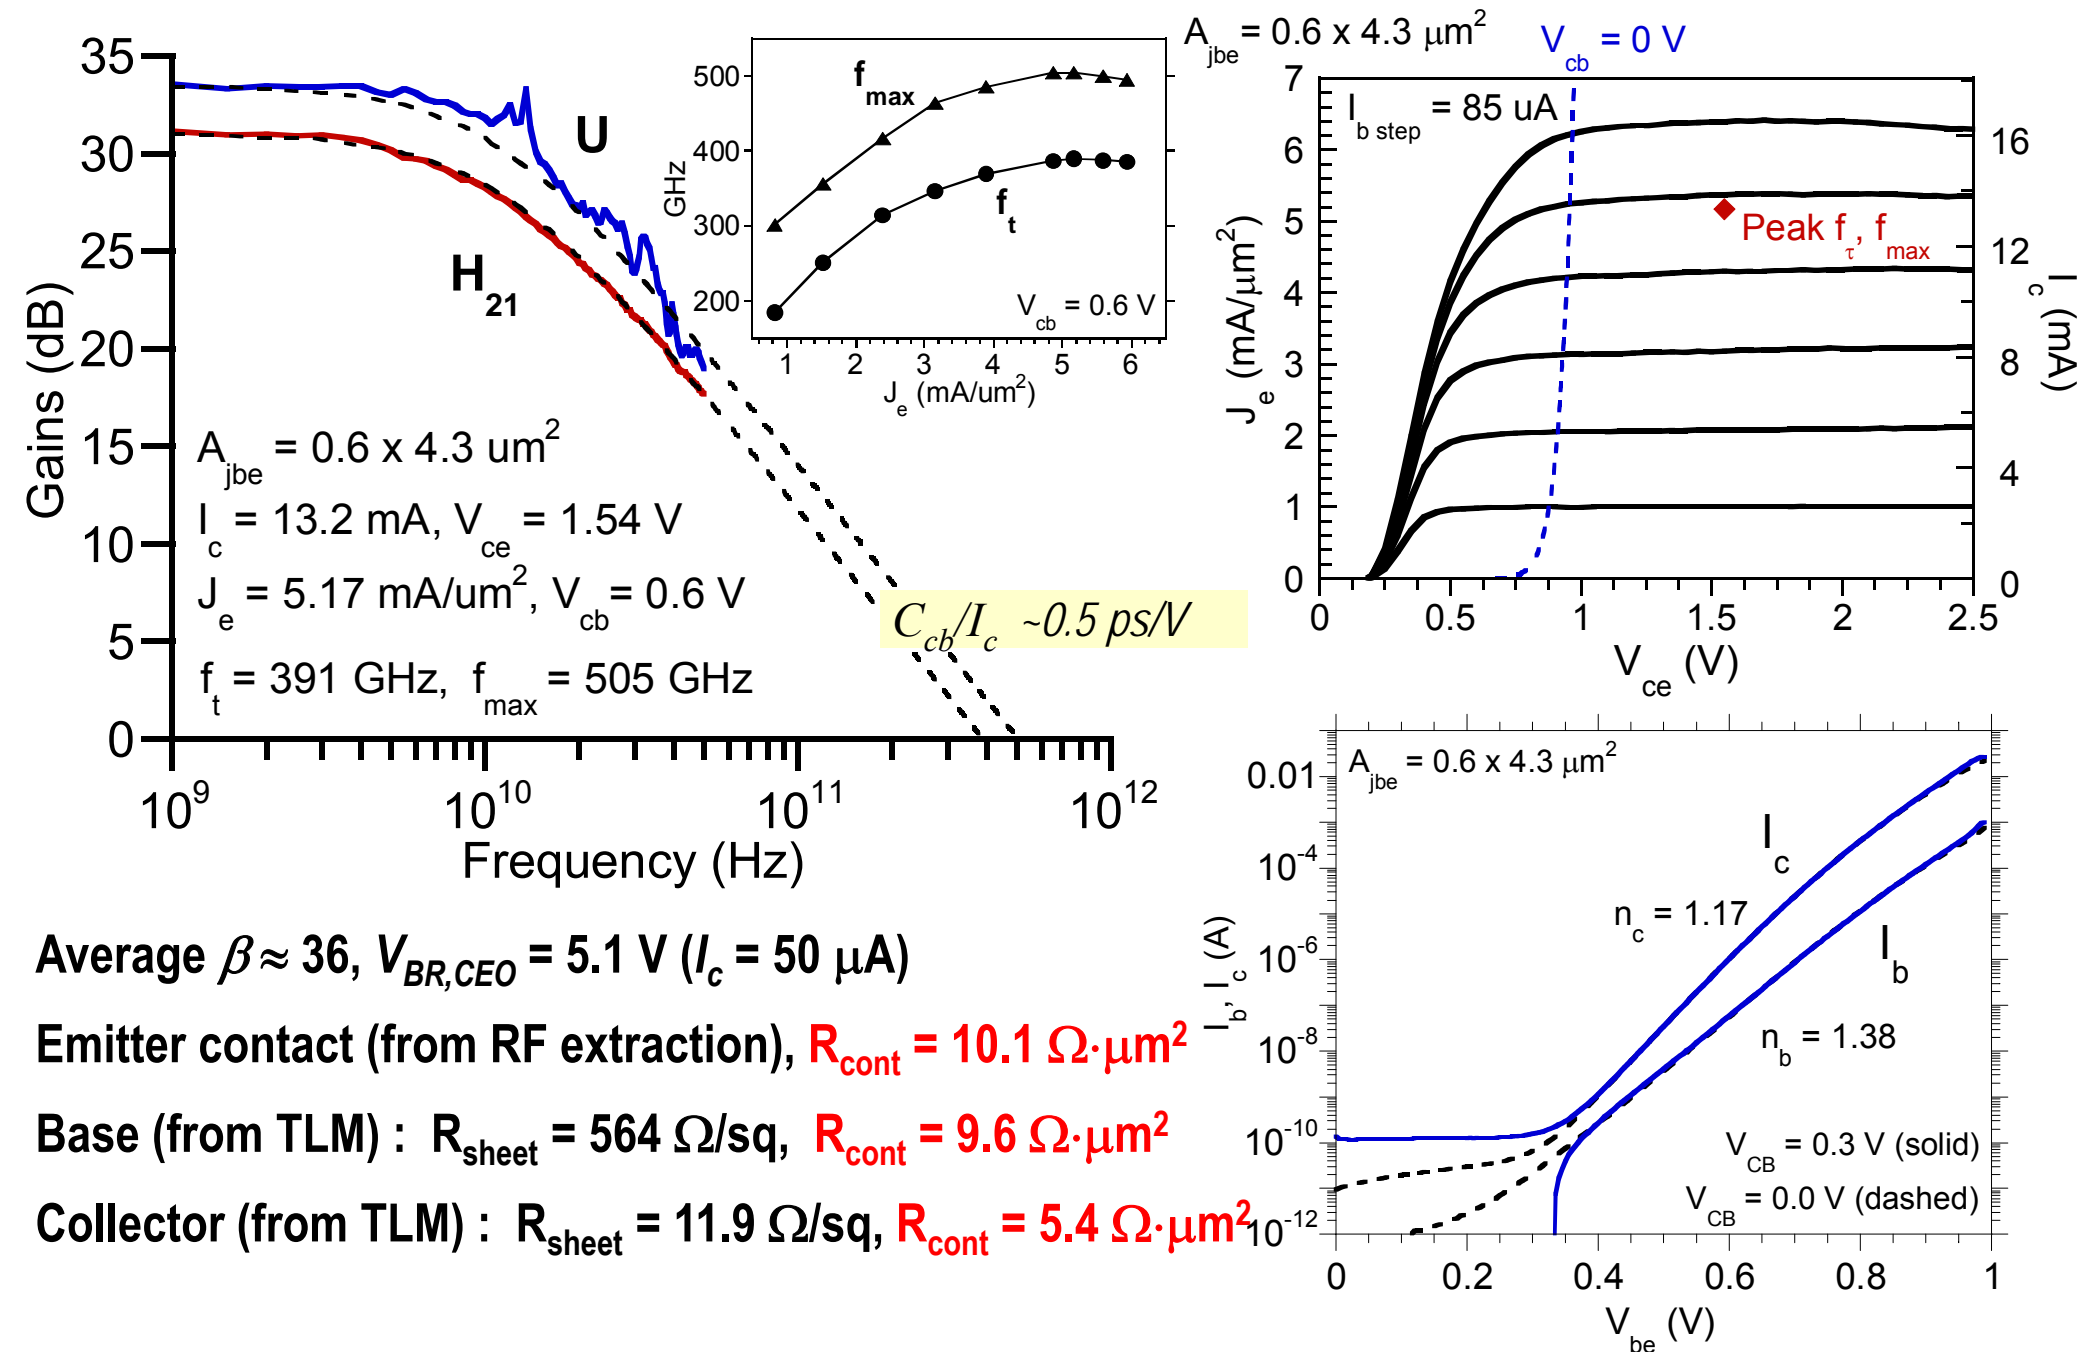 35
30
25
20
15
10
5
0
Gains (dB)
U
H21
Ajbe = 0.6 x 4.3 um2
Ic = 13.2 mA, Vce = 1.54 V
Je = 5.17 mA/um2, Vcb = 0.6 V
ft = 391 GHz, fmax = 505 GHz
Ccb/Ic ~0.5 ps/V
10^9 10^10 10^11 10^12
Frequency (Hz)
500
400
300
200
GHz
fmax
ft
Vcb = 0.6 V
1 2 3 4 5 6
Je (mA/um2)
Ajbe = 0.6 x 4.3 μm2
Vcb = 0 V
Ib step = 85 uA
7
6
5
4
3
2
1
0
Je (mA/μm2)
Peak fτ, fmax
16
12
8
4
0
Ic (mA)
0 0.5 1 1.5 2 2.5
Vce (V)
Ajbe = 0.6 x 4.3 μm2
0.01
10^-4
10^-6
10^-8
10^-10
10^-12
Ib, Ic (A)
Ic
nc = 1.17
Ib
nb = 1.38
VCB = 0.3 V (solid)
VCB = 0.0 V (dashed)
0 0.2 0.4 0.6 0.8 1
Vbe (V)
Average β ≈ 36, VBR,CEO = 5.1 V (Ic = 50 μA)
Emitter contact (from RF extraction), Rcont = 10.1 Ω·μm2
Base (from TLM) : Rsheet = 564 Ω/sq, Rcont = 9.6 Ω·μm2
Collector (from TLM) : Rsheet = 11.9 Ω/sq, Rcont = 5.4 Ω·μm2